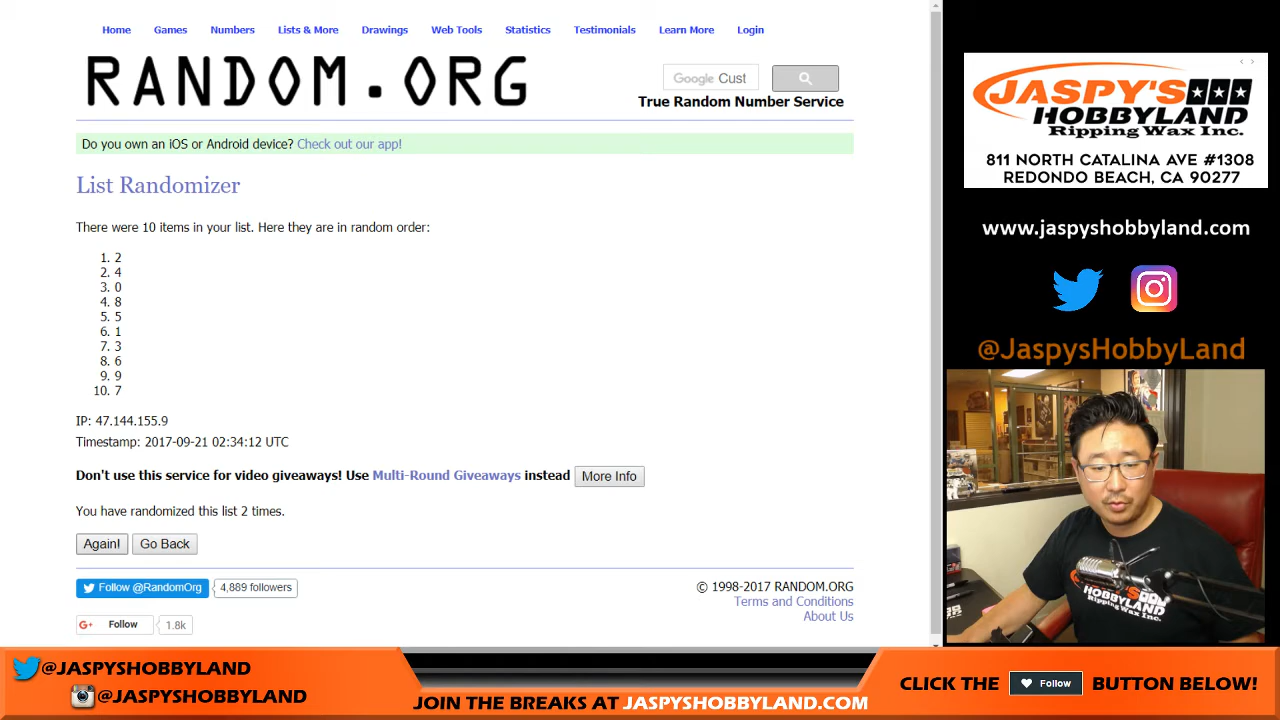 Home Games Numbers Lists & More Drawings Web Tools Statistics Testimonials Learn More Login
RANDOM.ORG
Google Cust
True Random Number Service
Do you own an iOS or Android device? Check out our app!
List Randomizer
There were 10 items in your list. Here they are in random order:
1. 2
2. 4
3. 0
4. 8
5. 5
6. 1
7. 3
8. 6
9. 9
10. 7
IP: 47.144.155.9
Timestamp: 2017-09-21 02:34:12 UTC
Don't use this service for video giveaways! Use Multi-Round Giveaways instead More Info
You have randomized this list 2 times.
Again! Go Back
Follow @RandomOrg 4,889 followers
G+ Follow 1.8k
© 1998-2017 RANDOM.ORG
Terms and Conditions
About Us
JASPY'S
HOBBYLAND
Ripping Wax Inc.
811 NORTH CATALINA AVE #1308
REDONDO BEACH, CA 90277
www.jaspyshobbyland.com
@JaspysHobbyLand
HOBBYLAND
Ripping Wax Inc.
@JASPYSHOBBYLAND
@JASPYSHOBBYLAND
JOIN THE BREAKS AT JASPYSHOBBYLAND.COM
CLICK THE Follow BUTTON BELOW!